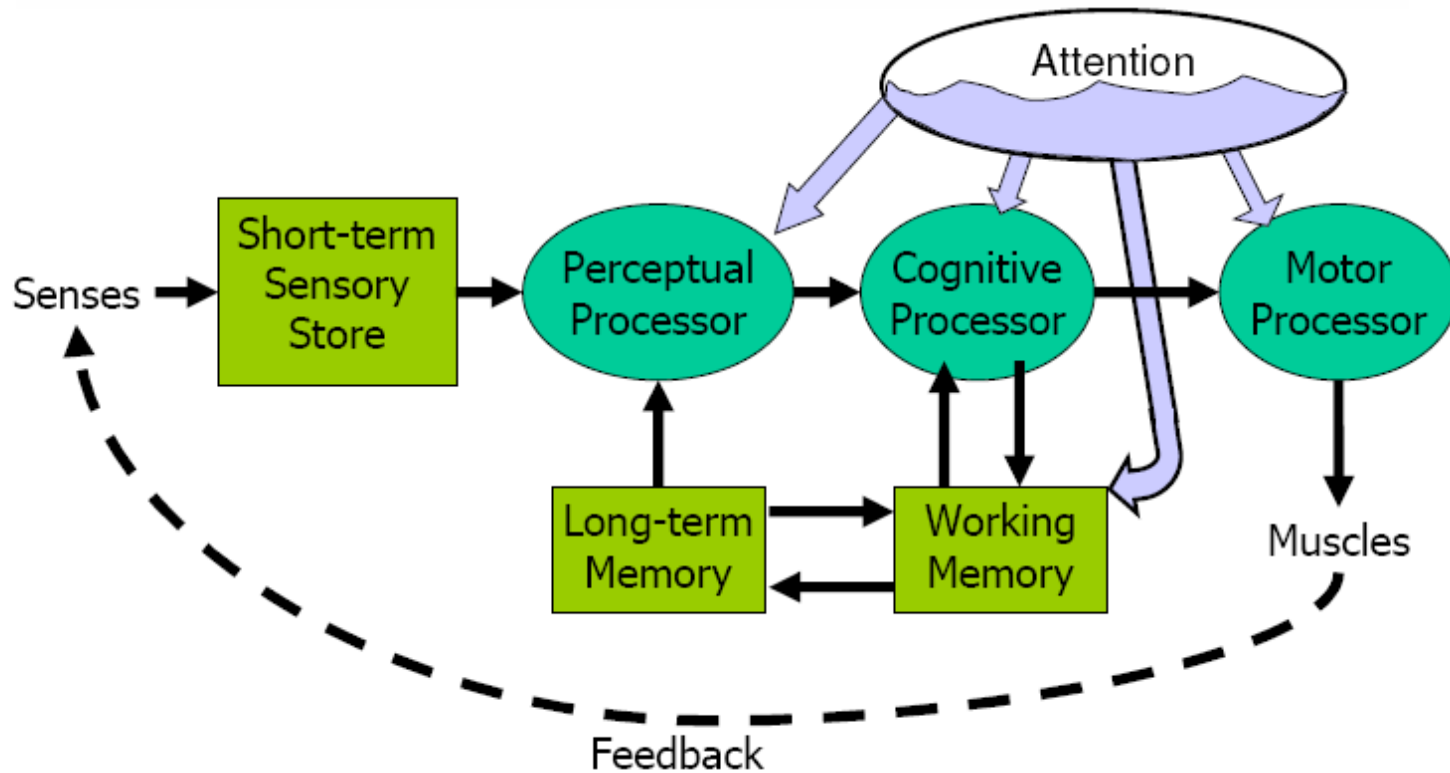 Attention
Senses
Short-term
Sensory
Store
Perceptual
Processor
Cognitive
Processor
Motor
Processor
Long-term
Memory
Working
Memory
Muscles
Feedback